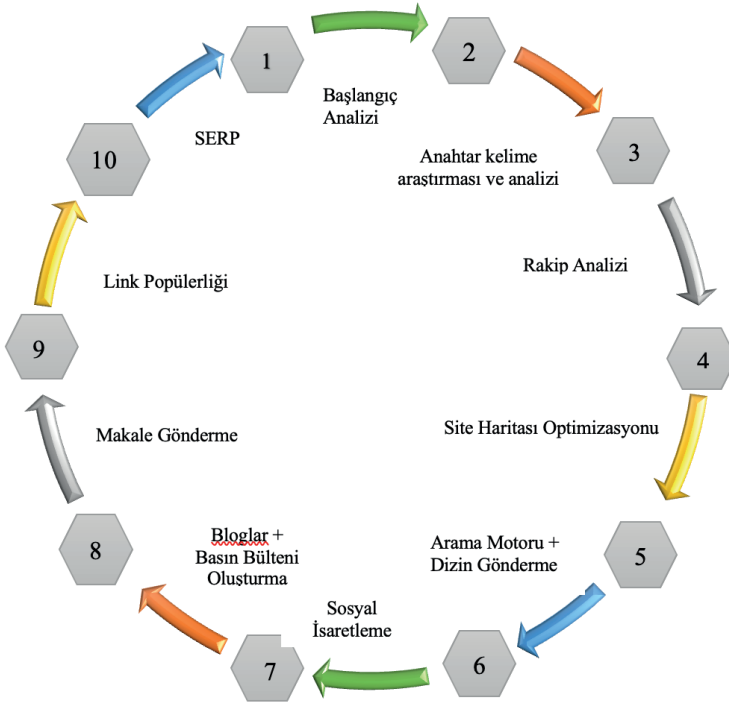 1
2
Başlangıç
Analizi
SERP
3
10
Anahtar kelime
araştırması ve analizi
Rakip Analizi
Link Popülerliği
9
4
Makale Gönderme
Site Haritası Optimizasyonu
8
Bloglar +
Basın Bülteni
Oluşturma
Arama Motoru +
Dizin Gönderme
5
Sosyal
İsaretleme
7
6